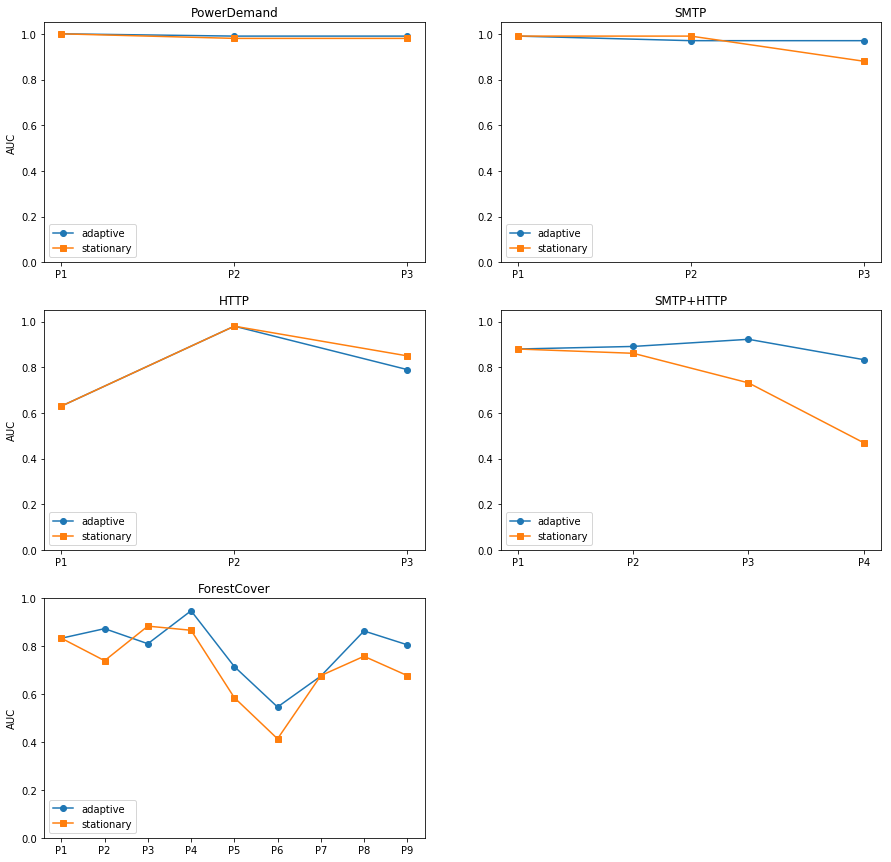 PowerDemand
1.0
0.8
0.6
0.4
0.2
0.0
AUC
adaptive
stationary
P1 P2 P3
SMTP
1.0
0.8
0.6
0.4
0.2
0.0
adaptive
stationary
P1 P2 P3
HTTP
1.0
0.8
0.6
0.4
0.2
0.0
AUC
adaptive
stationary
P1 P2 P3
SMTP+HTTP
1.0
0.8
0.6
0.4
0.2
0.0
adaptive
stationary
P1 P2 P3 P4
ForestCover
1.0
0.8
0.6
0.4
0.2
0.0
AUC
adaptive
stationary
P1 P2 P3 P4 P5 P6 P7 P8 P9